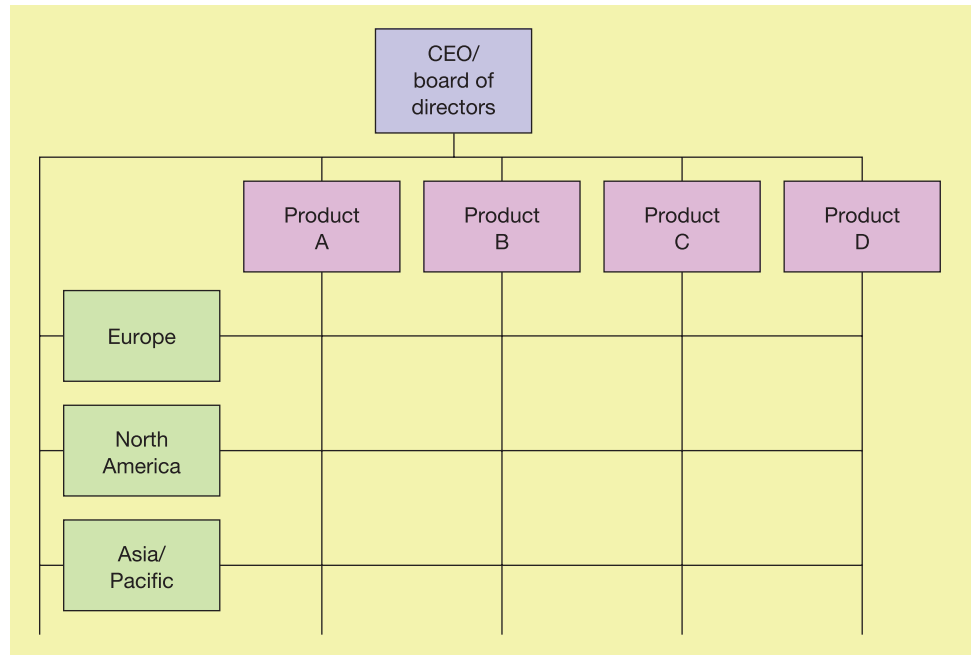 CEO/
board of
directors
Product
A
Product
B
Product
C
Product
D
Europe
North
America
Asia/
Pacific